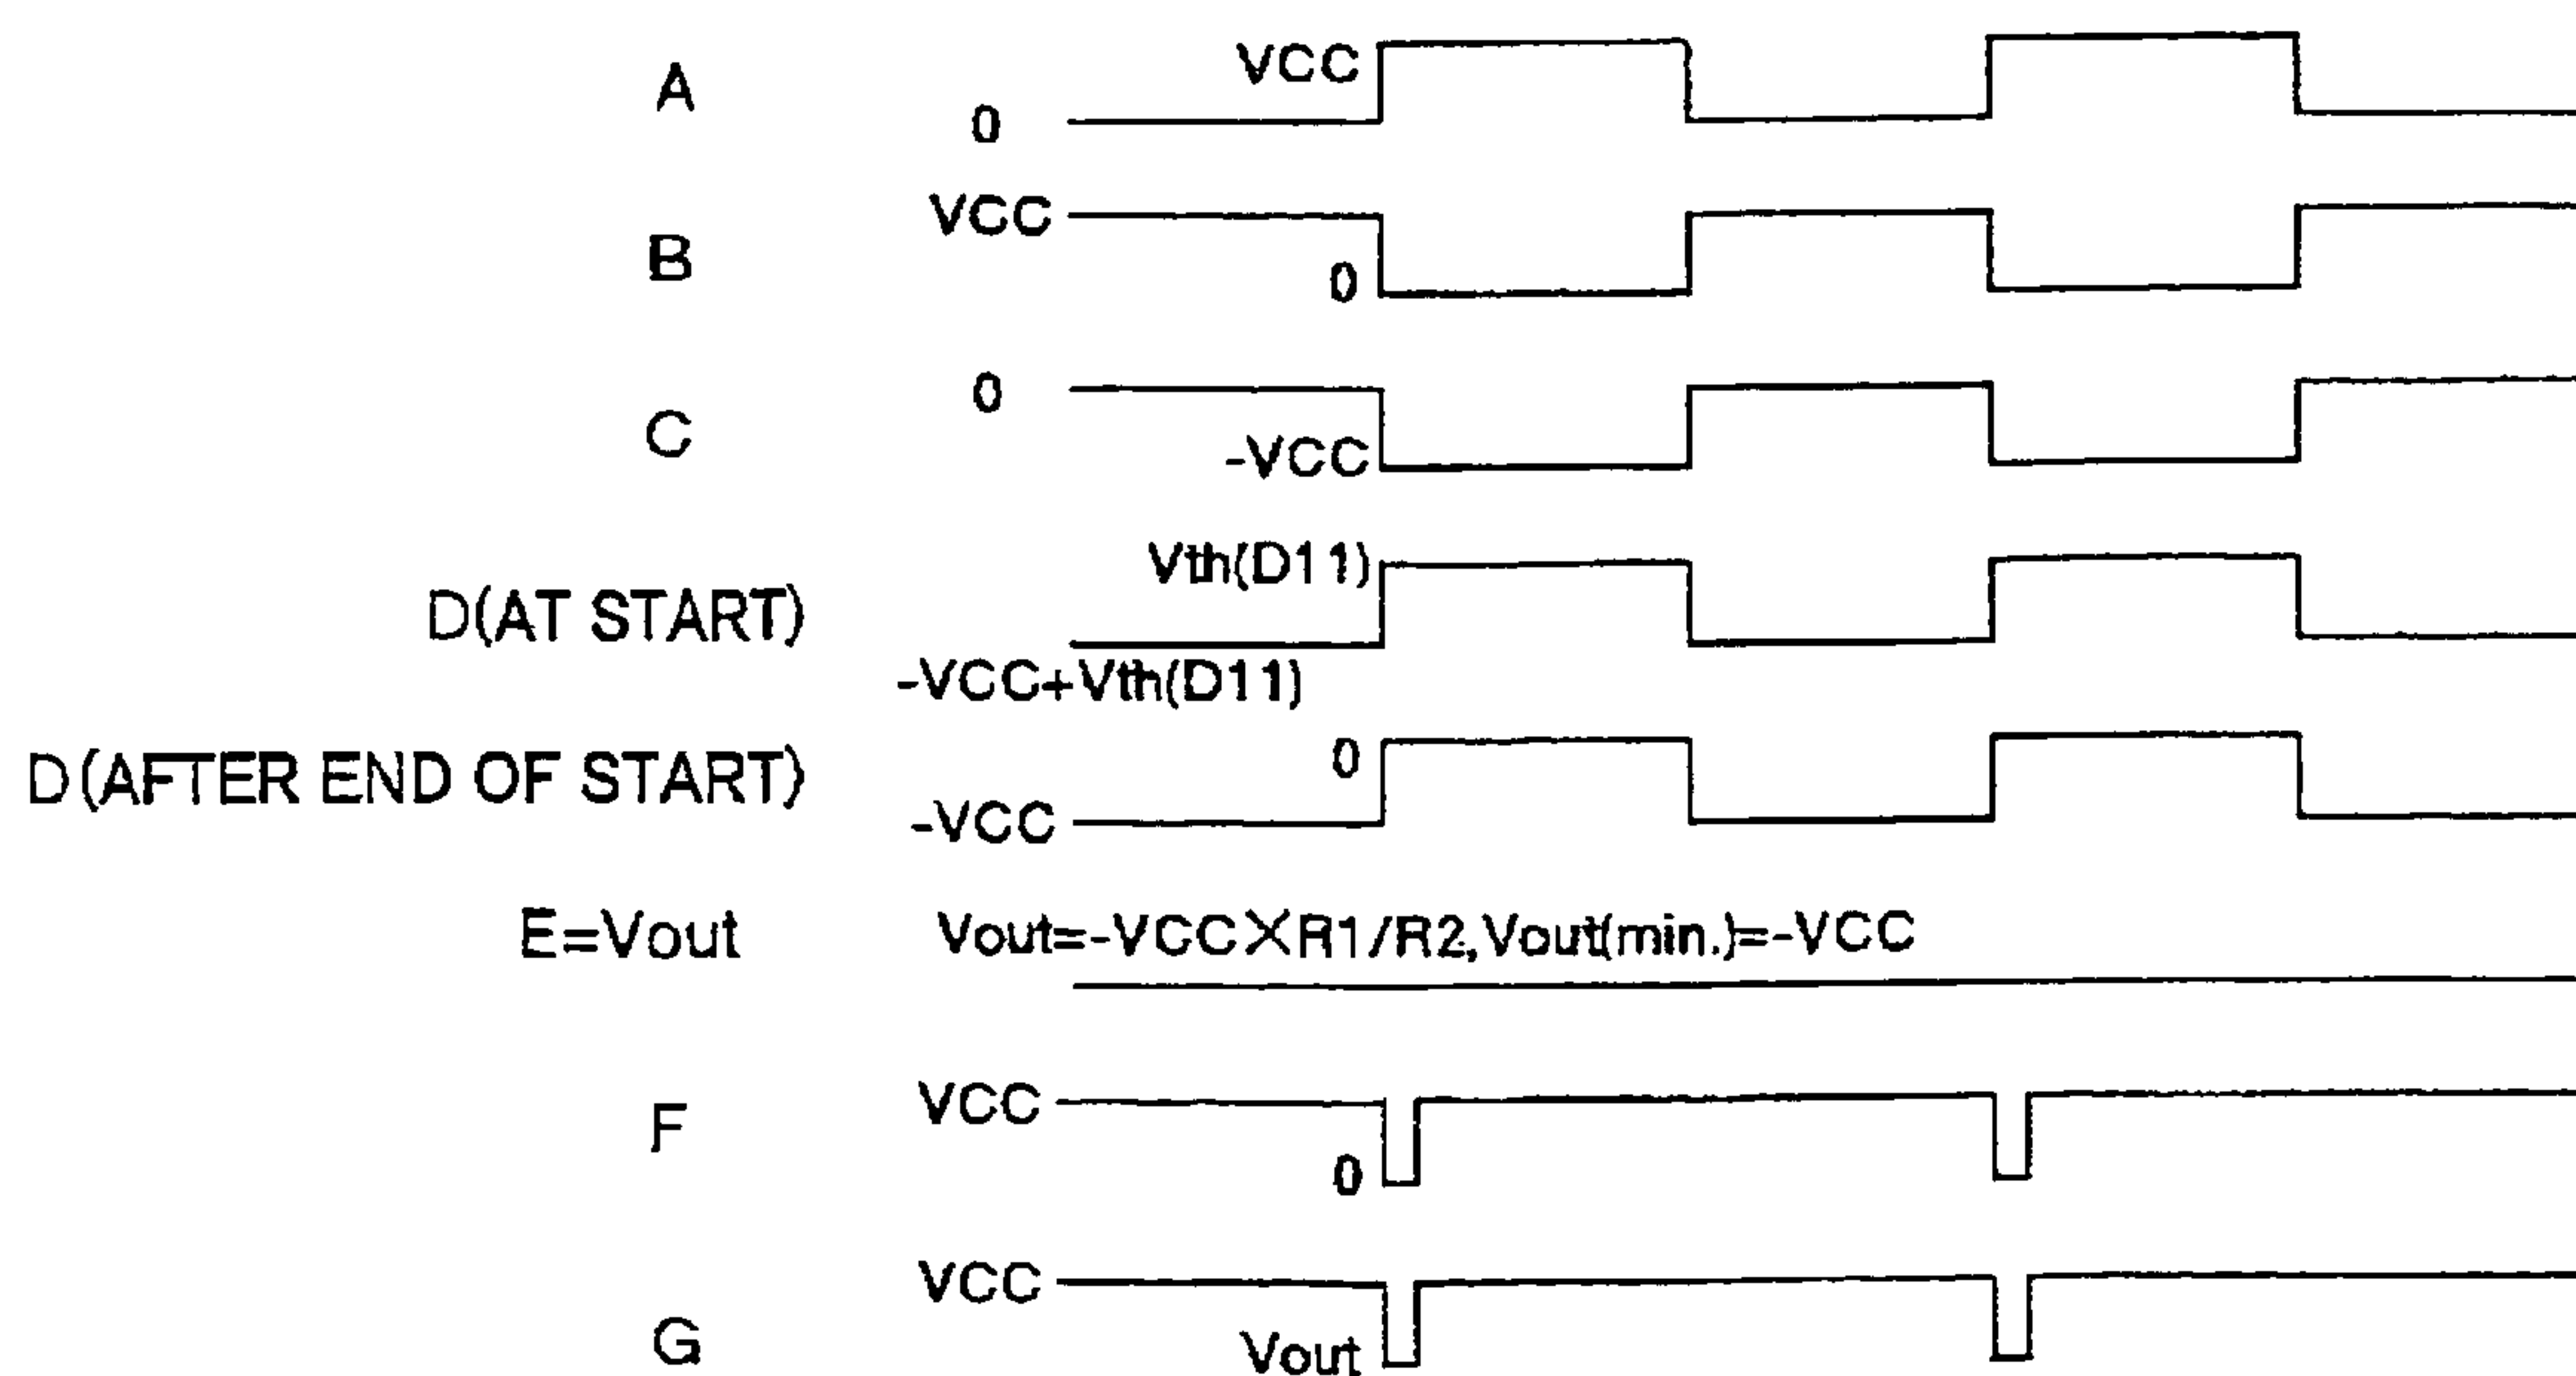 A
VCC
0
B
VCC
0
C
0
-VCC
D(AT START)
Vth(D11)
-VCC+Vth(D11)
D(AFTER END OF START)
0
-VCC
E=Vout
Vout=-VCC×R1/R2,Vout(min.)=-VCC
F
VCC
0
G
VCC
Vout